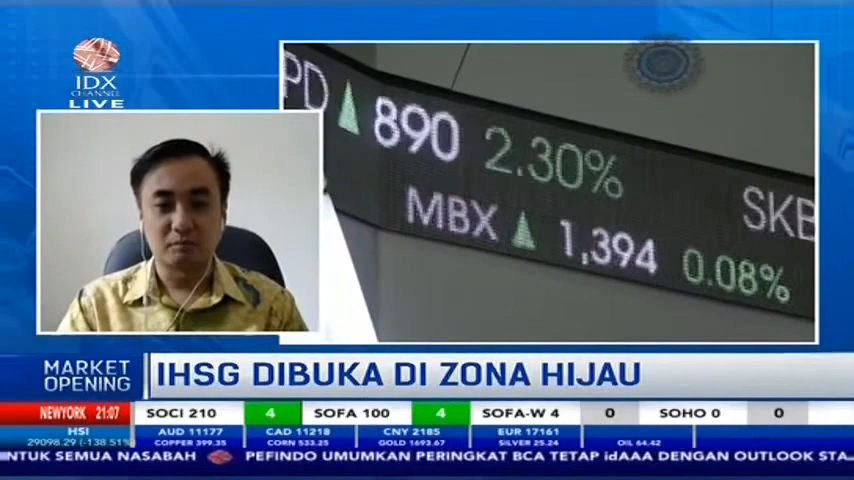 IDX
CHANNEL
LIVE
PD 890 2.30%
MBX 1,394 0.08%
SKB
MARKET
OPENING
IHSG DIBUKA DI ZONA HIJAU
NEWYORK 21:07
SOCI 210 4 SOFA 100 4 SOFA-W 4 0 SOHO 0 0
HSI
29098.29 (-138.51%)
AUD 11177 CAD 11218 CNY 2185 EUR 17161
COPPER 399.35 CORN 533.25 GOLD 1693.67 SILVER 25.24 OIL 64.42
NTUK SEMUA NASABAH PEFINDO UMUMKAN PERINGKAT BCA TETAP idAAA DENGAN OUTLOOK STA